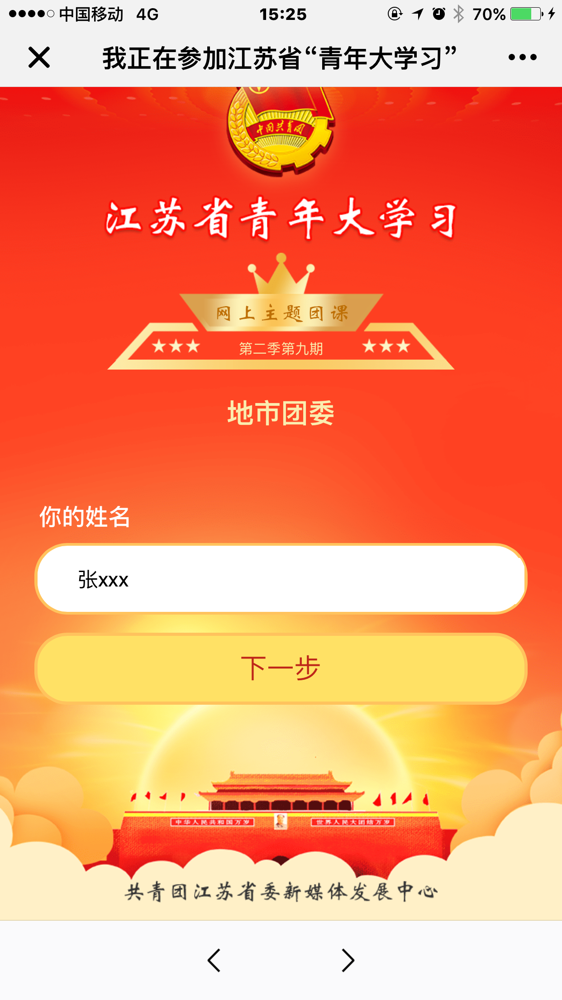 中国移动 4G 15:25 70%
我正在参加江苏省“青年大学习”
中国共青团
江苏省青年大学习
网上主题团课
第二季第九期
地市团委
你的姓名
张xxx
下一步
中华人民共和国万岁 世界人民大团结万岁
共青团江苏省委新媒体发展中心